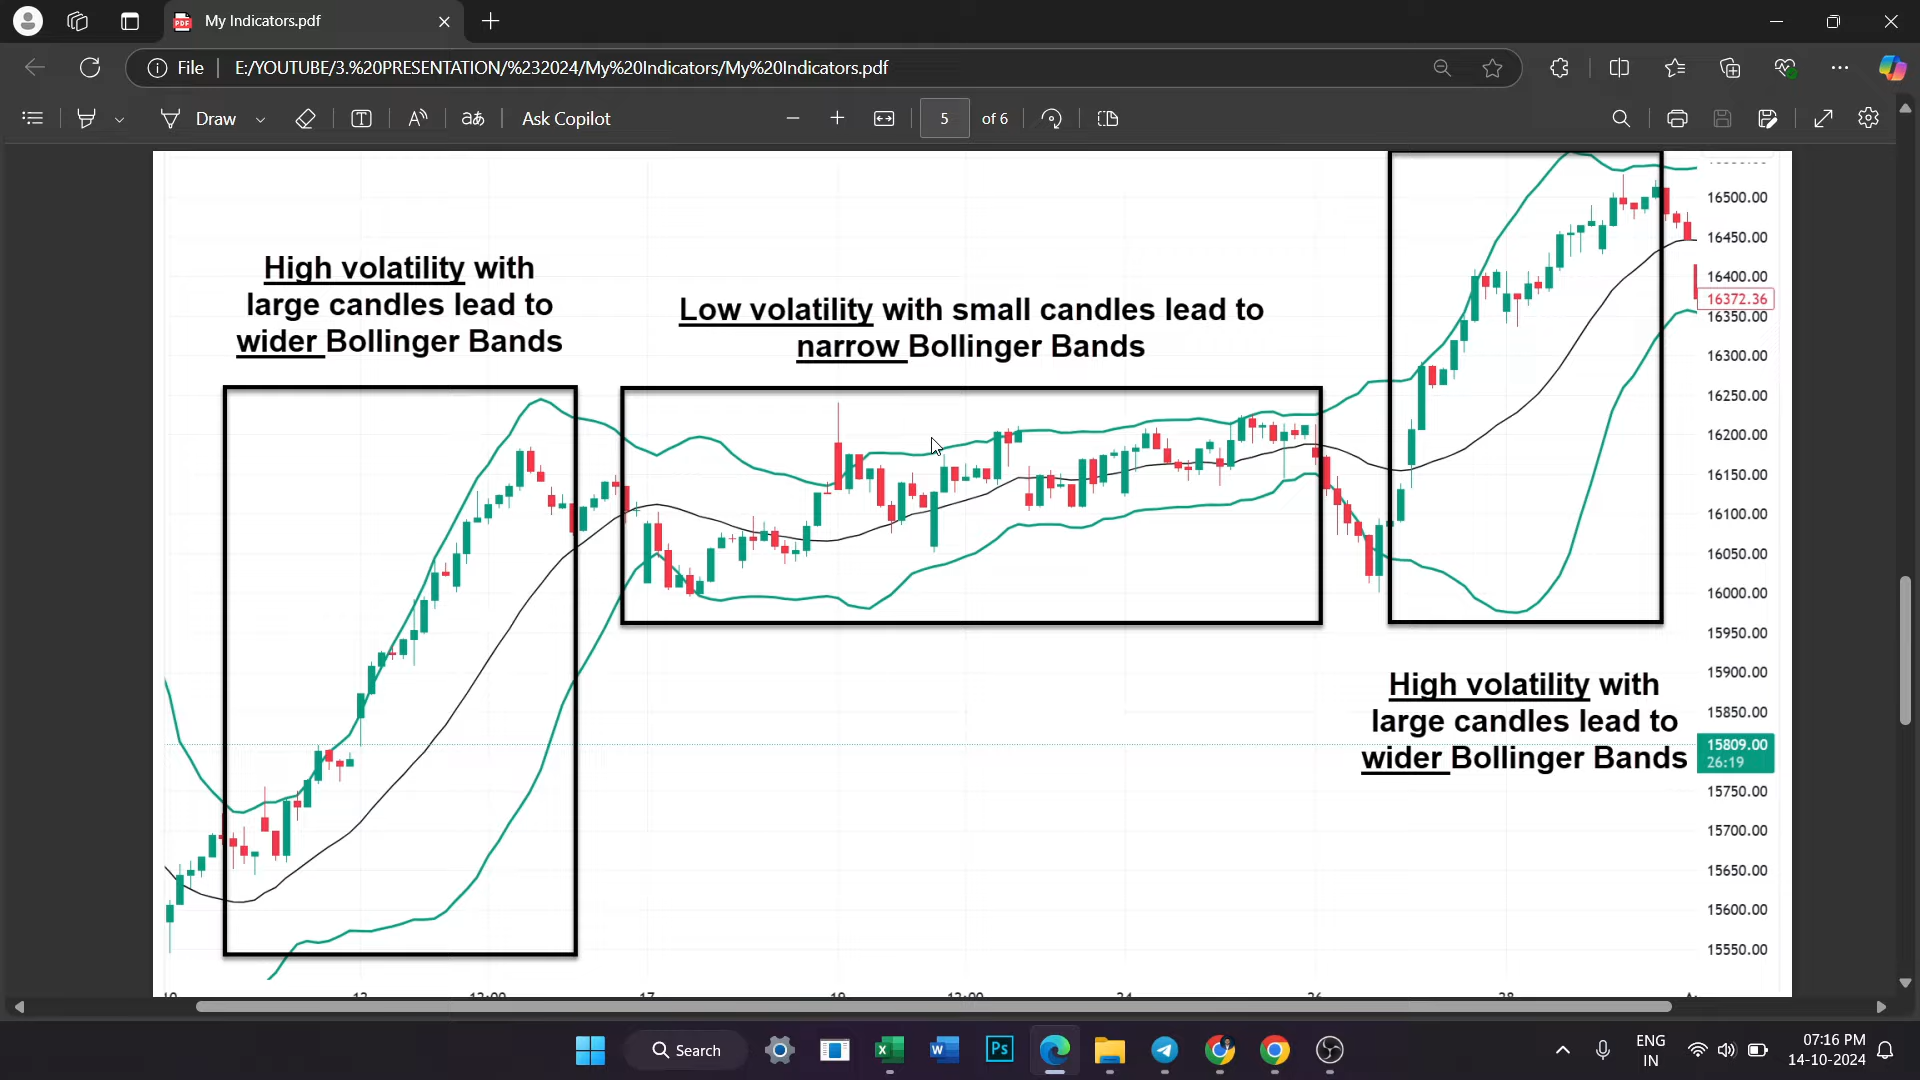 My Indicators.pdf
File
E:/YOUTUBE/3.%20PRESENTATION/%232024/My%20Indicators/My%20Indicators.pdf
Draw
Ask Copilot
5
of 6
High volatility with
large candles lead to
wider Bollinger Bands
Low volatility with small candles lead to
narrow Bollinger Bands
High volatility with
large candles lead to
wider Bollinger Bands
16500.00
16450.00
16400.00
16372.36
16350.00
16300.00
16250.00
16200.00
16150.00
16100.00
16050.00
16000.00
15950.00
15900.00
15850.00
15809.00
26:19
15750.00
15700.00
15650.00
15600.00
15550.00
Search
ENG
IN
07:16 PM
14-10-2024